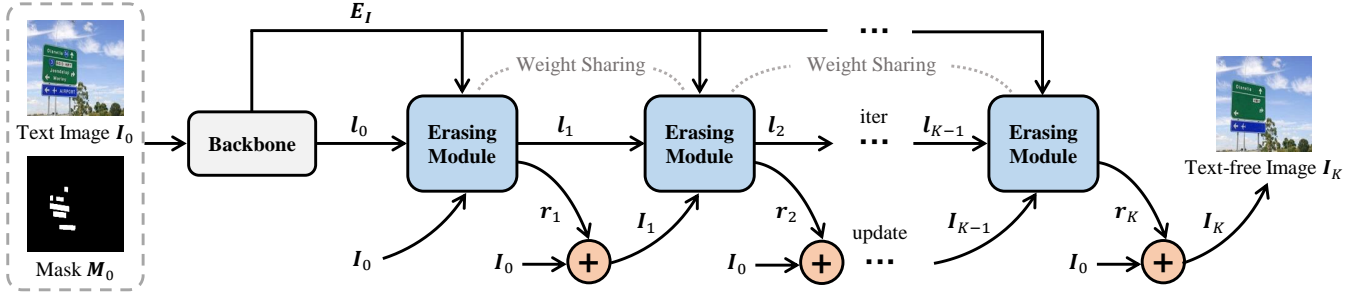 E_I
...
Weight Sharing
Weight Sharing
Text Image I_0
Backbone
l_0
Erasing
Module
l_1
Erasing
Module
l_2
iter
...
l_{K-1}
Erasing
Module
Text-free Image I_K
r_1
I_1
r_2
update
I_{K-1}
r_K
I_K
I_0
I_0
+
I_0
+
...
I_0
+
Mask M_0